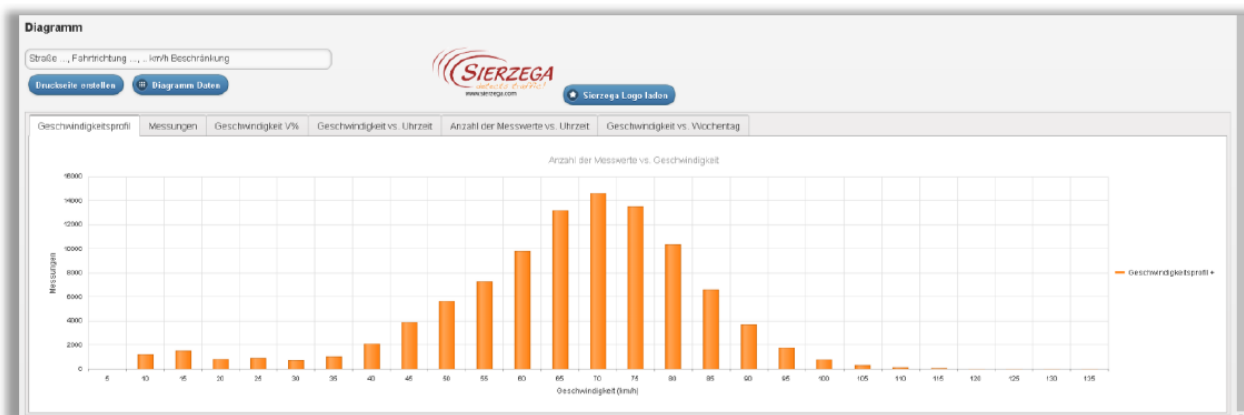 Diagramm
Straße ..., Fahrtrichtung ..., .. km/h Beschränkung
Druckseite erstellen
Diagramm Daten
SIERZEGA
detects traffic!
www.sierzega.com
Sierzega Logo laden
Geschwindigkeitsprofil
Messungen
Geschwindigkeit V%
Geschwindigkeit vs. Uhrzeit
Anzahl der Messwerte vs. Uhrzeit
Geschwindigkeit vs. Wochentag
Anzahl der Messwerte vs. Geschwindigkeit
16000
14000
12000
10000
8000
6000
4000
2000
0
Messungen
5 10 15 20 25 30 35 40 45 50 55 60 65 70 75 80 85 90 95 100 105 110 115 120 125 130 135
Geschwindigkeit (km/h)
Geschwindigkeitsprofil +